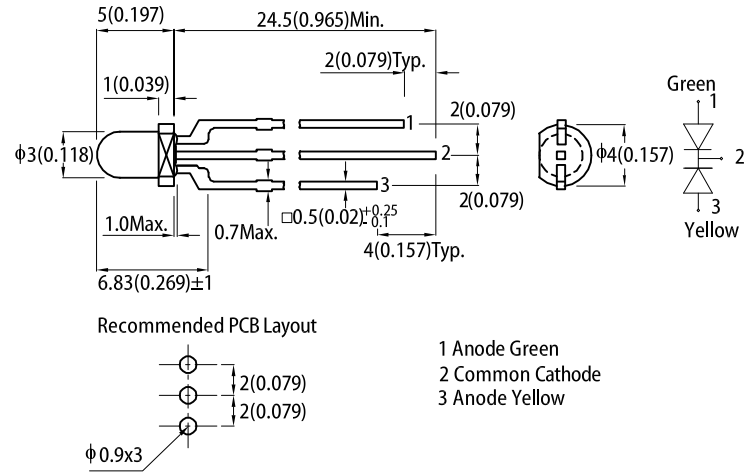 5(0.197)
24.5(0.965)Min.
2(0.079)Typ.
1(0.039)
Green
1
1
2(0.079)
ϕ3(0.118)
2
ϕ4(0.157)
2
3
2(0.079)
□0.5(0.02)+0.25 -0.1
3
1.0Max.
0.7Max.
Yellow
4(0.157)Typ.
6.83(0.269)±1
Recommended PCB Layout
1 Anode Green
2 Common Cathode
3 Anode Yellow
2(0.079)
2(0.079)
ϕ0.9x3